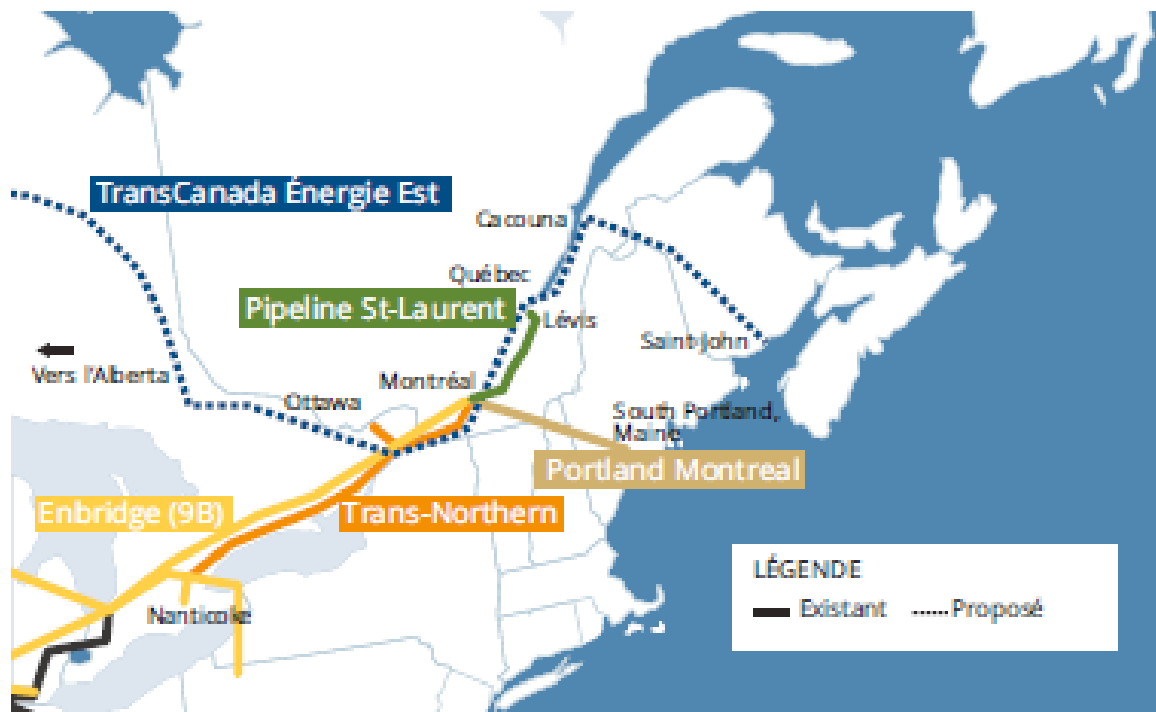 TransCanada Énergie Est
Cacouna
Québec
Pipeline St-Laurent
Lévis
Saint-John
Vers l'Alberta
Montréal
Ottawa
South Portland,
Maine
Portland Montreal
Enbridge (9B)
Trans-Northern
LÉGENDE
Existant
Proposé
Nanticoke